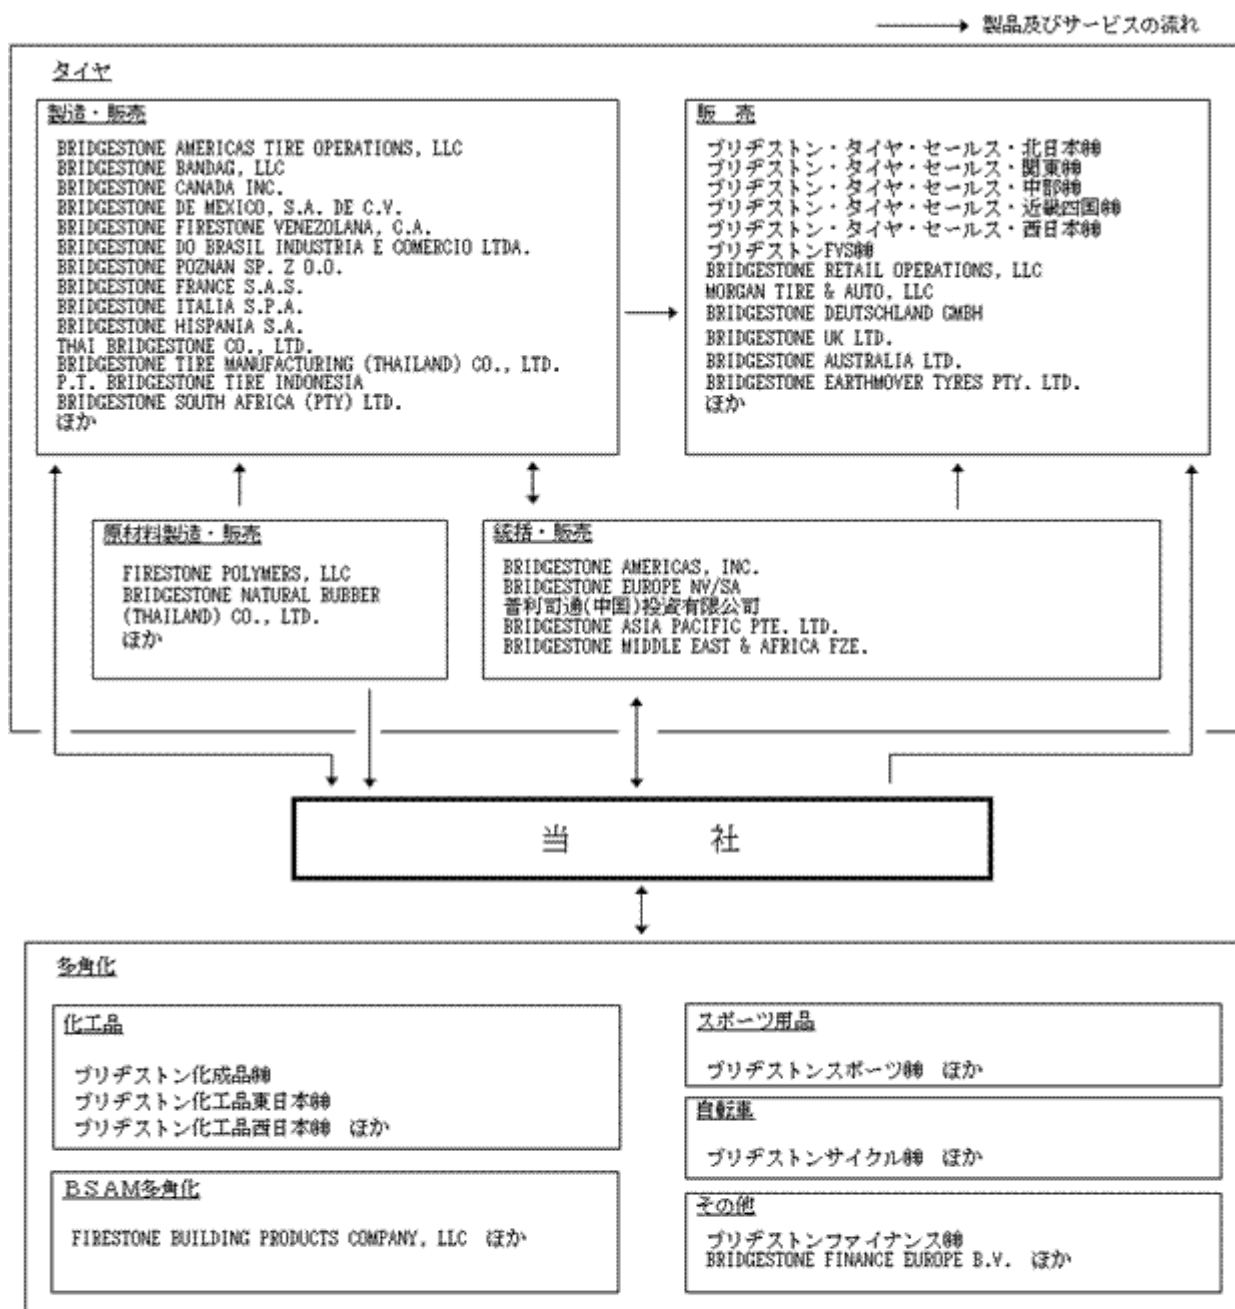 製品及びサービスの流れ
タイヤ
製造・販売
BRIDGESTONE AMERICAS TIRE OPERATIONS, LLC
BRIDGESTONE BANDAG, LLC
BRIDGESTONE CANADA INC.
BRIDGESTONE DE MEXICO, S.A. DE C.V.
BRIDGESTONE FIRESTONE VENEZOLANA, C.A.
BRIDGESTONE DO BRASIL INDUSTRIA E COMERCIO LTDA.
BRIDGESTONE POZNAN SP. Z O.O.
BRIDGESTONE FRANCE S.A.S.
BRIDGESTONE ITALIA S.P.A.
BRIDGESTONE HISPANIA S.A.
THAI BRIDGESTONE CO., LTD.
BRIDGESTONE TIRE MANUFACTURING (THAILAND) CO., LTD.
P.T. BRIDGESTONE TIRE INDONESIA
BRIDGESTONE SOUTH AFRICA (PTY) LTD.
ほか
販 売
ブリヂストン・タイヤ・セールス・北日本㈱
ブリヂストン・タイヤ・セールス・関東㈱
ブリヂストン・タイヤ・セールス・中部㈱
ブリヂストン・タイヤ・セールス・近畿四国㈱
ブリヂストン・タイヤ・セールス・西日本㈱
ブリヂストンFVS㈱
BRIDGESTONE RETAIL OPERATIONS, LLC
MORGAN TIRE & AUTO, LLC
BRIDGESTONE DEUTSCHLAND GMBH
BRIDGESTONE UK LTD.
BRIDGESTONE AUSTRALIA LTD.
BRIDGESTONE EARTHMOVER TYRES PTY. LTD.
ほか
原材料製造・販売
FIRESTONE POLYMERS, LLC
BRIDGESTONE NATURAL RUBBER
(THAILAND) CO., LTD.
ほか
統括・販売
BRIDGESTONE AMERICAS, INC.
BRIDGESTONE EUROPE NV/SA
普利司通(中国)投資有限公司
BRIDGESTONE ASIA PACIFIC PTE. LTD.
BRIDGESTONE MIDDLE EAST & AFRICA FZE.
当 社
多角化
化工品
ブリヂストン化成品㈱
ブリヂストン化工品東日本㈱
ブリヂストン化工品西日本㈱ ほか
BSAM多角化
FIRESTONE BUILDING PRODUCTS COMPANY, LLC ほか
スポーツ用品
ブリヂストンスポーツ㈱ ほか
自転車
ブリヂストンサイクル㈱ ほか
その他
ブリヂストンファイナンス㈱
BRIDGESTONE FINANCE EUROPE B.V. ほか